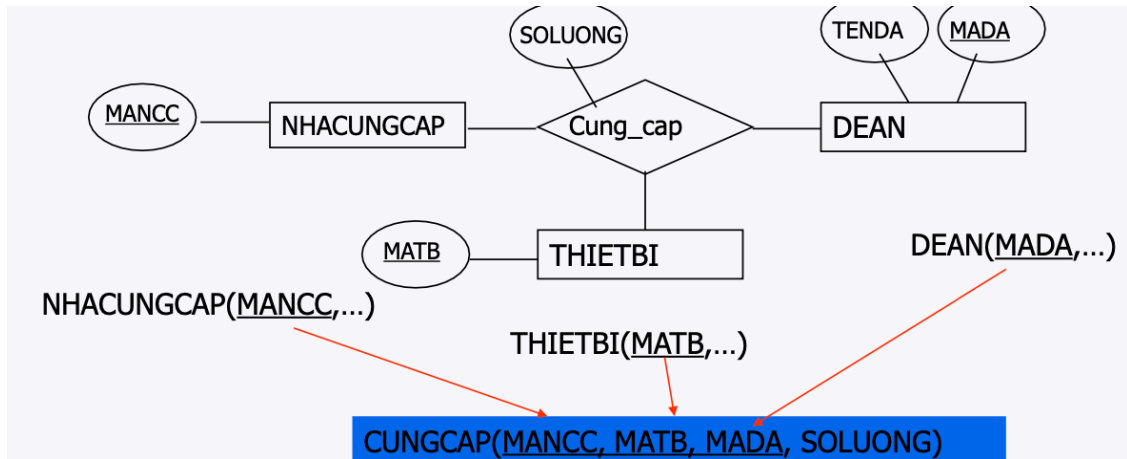 SOLUONG
TENDA
MADA
MANCC
NHACUNGCAP
Cung_cap
DEAN
MATB
THIETBI
DEAN(MADA,...)
NHACUNGCAP(MANCC,...)
THIETBI(MATB,...)
CUNGCAP(MANCC, MATB, MADA, SOLUONG)